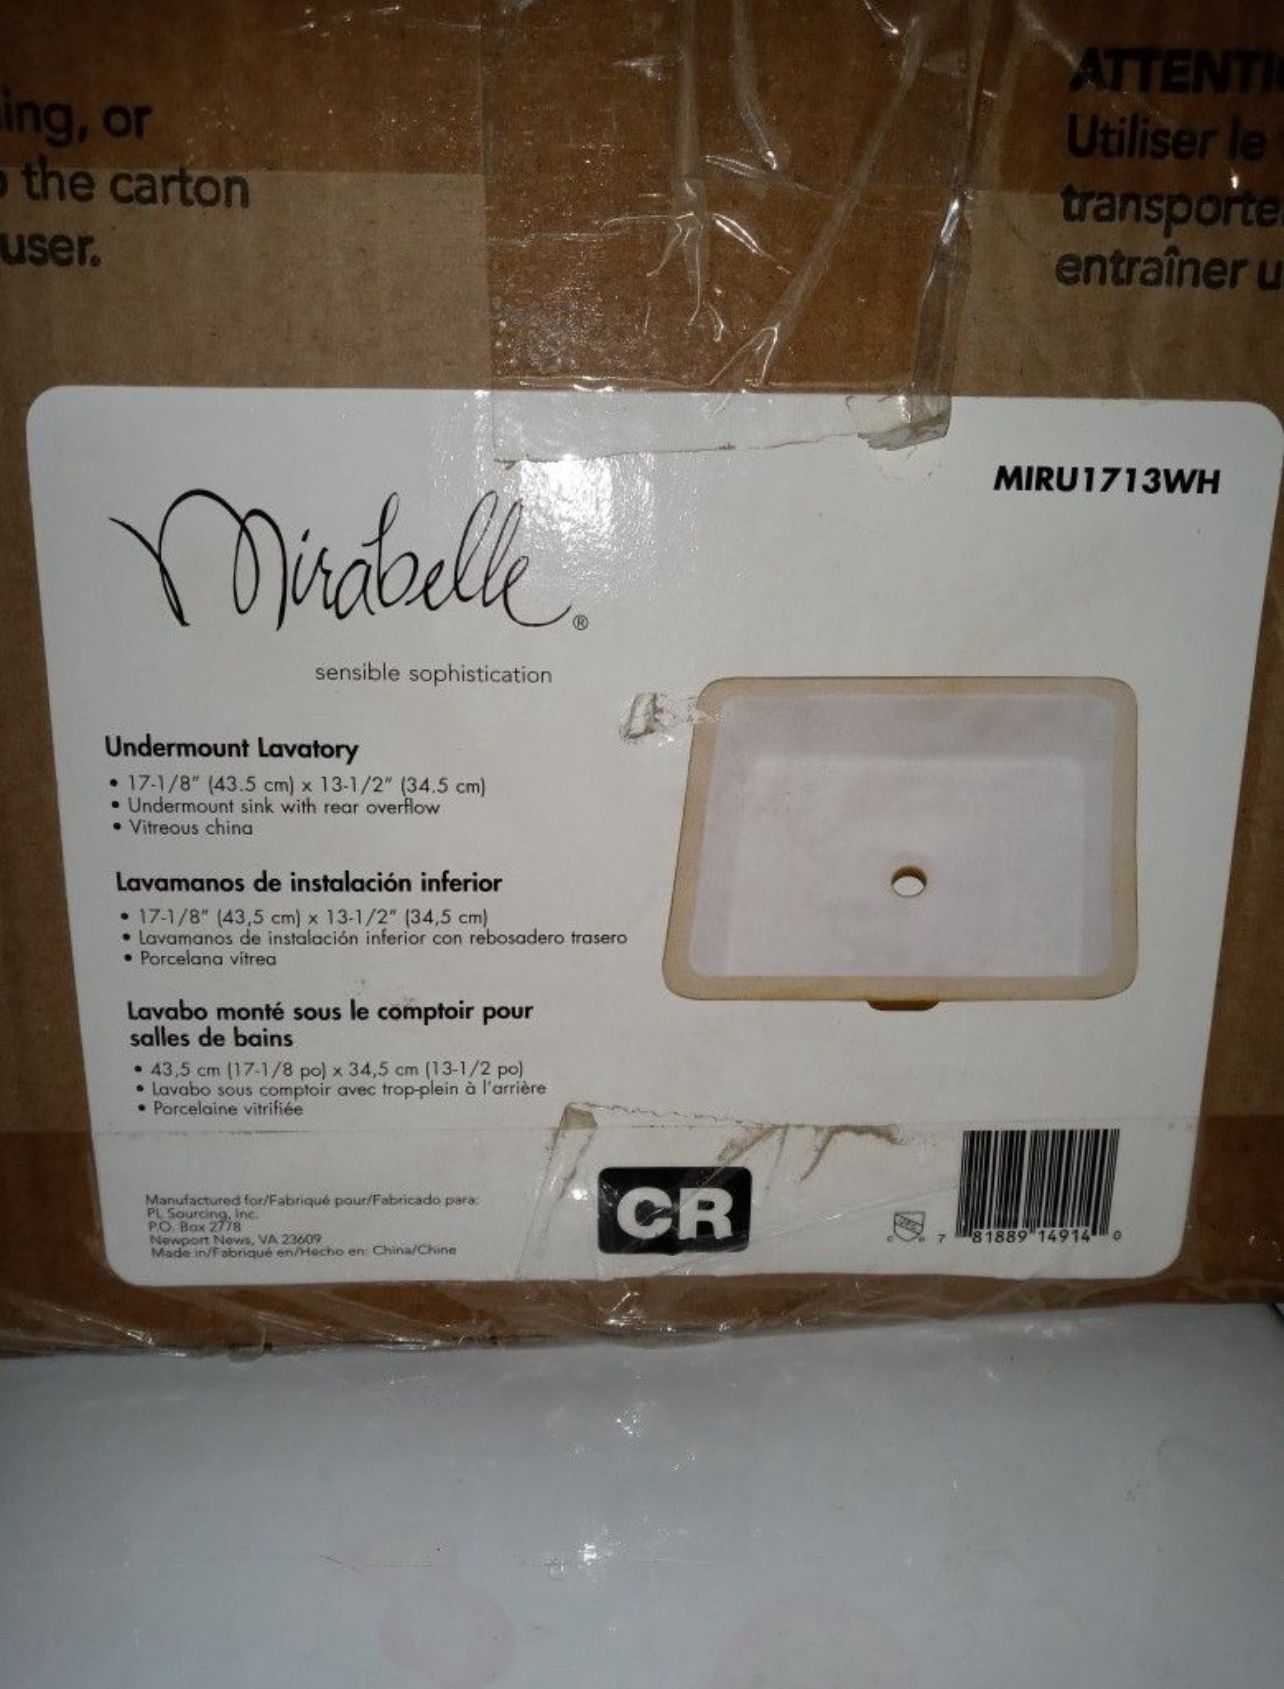 ing, or
the carton
user.
ATTENTI
Utiliser le
transporte
entraîner u
MIRU1713WH
Mirabelle®
sensible sophistication
Undermount Lavatory
• 17-1/8" (43.5 cm) x 13-1/2" (34.5 cm)
• Undermount sink with rear overflow
• Vitreous china
Lavamanos de instalación inferior
• 17-1/8" (43,5 cm) x 13-1/2" (34,5 cm)
• Lavamanos de instalación inferior con rebosadero trasero
• Porcelana vítrea
Lavabo monté sous le comptoir pour
salles de bains
• 43,5 cm (17-1/8 po) x 34,5 cm (13-1/2 po)
• Lavabo sous comptoir avec trop-plein à l'arrière
• Porcelaine vitrifiée
Manufactured for/Fabriqué pour/Fabricado para:
PL Sourcing, Inc.
P.O. Box 2778
Newport News, VA 23609
Made in/Fabriqué en/Hecho en: China/Chine
CR
7 81889 14914 0